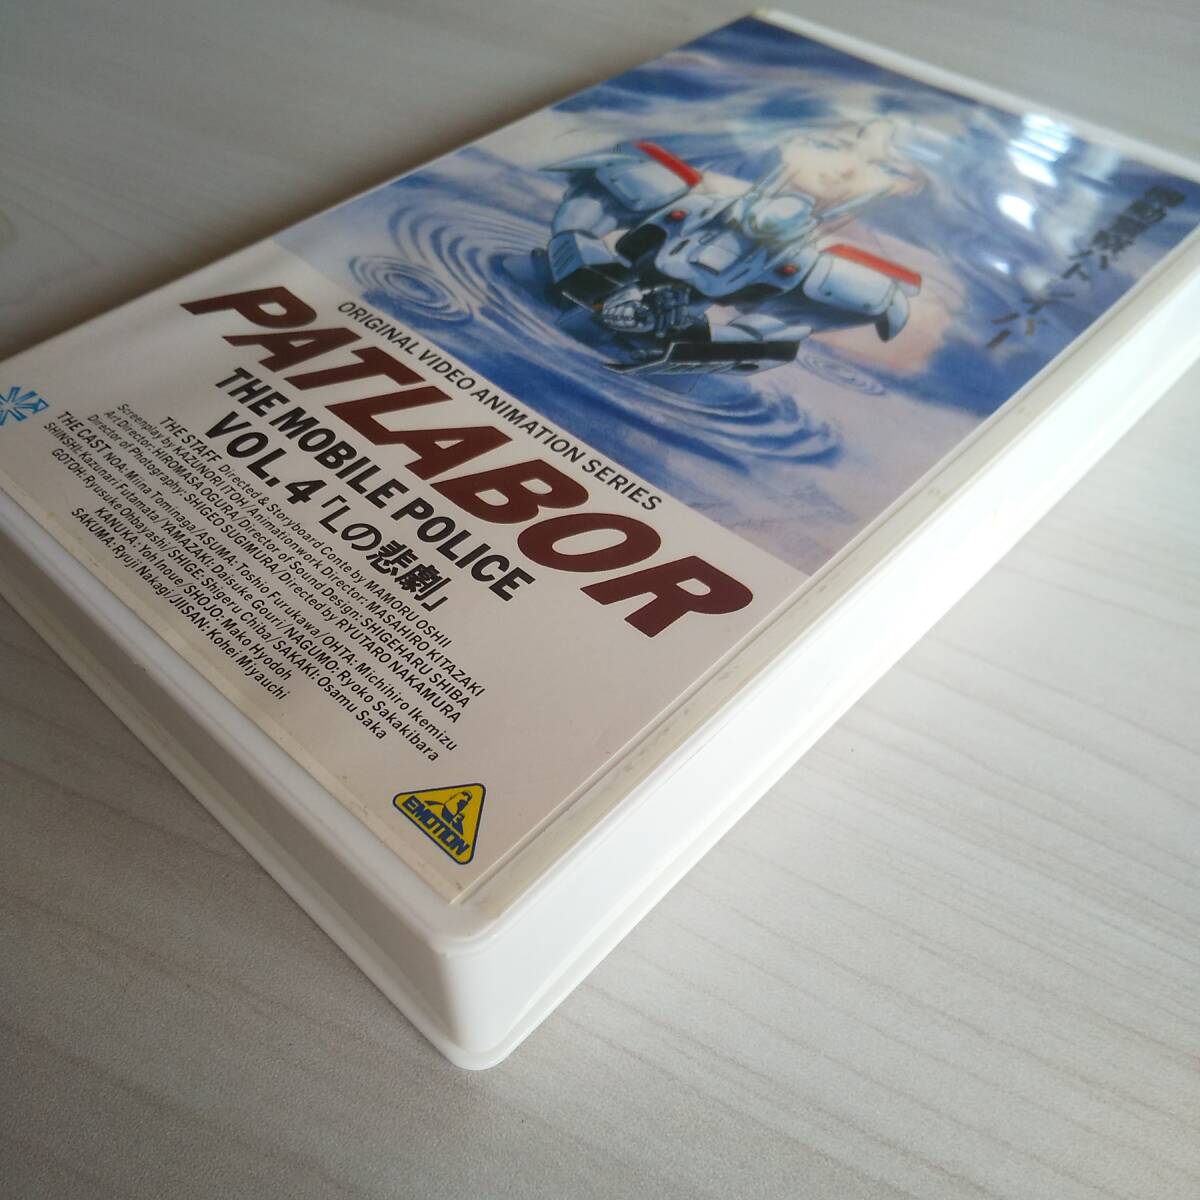 機動警察パトレイバー
ORIGINAL VIDEO ANIMATION SERIES
PATLABOR
THE MOBILE POLICE
VOL.4「Lの悲劇」
THE STAFF Directed & Storyboard Conte by MAMORU OSHII
Screenplay by KAZUNORI ITOH/Animationwork Director: MASAHIRO KITAZAKI
Art Director: HIROMASA OGURA/Director of Sound Design: SHIGEHARU SHIBA
Director of Photography: SHIGEO SUGIMURA/Directed by RYUTARO NAKAMURA
THE CAST NOA: Miina Tominaga/ASUMA: Toshio Furukawa/OHTA: Michihiro Ikemizu
SHINSHI: Kazunari Futamata/YAMAZAKI: Daisuke Gouri/NAGUMO: Ryoko Sakakibara
GOTOH: Ryusuke Ohbayashi/SHIGE: Shigeru Chiba/SAKAKI: Osamu Saka
KANUKA: Yoh Inoue/SHOJO: Mako Hyodoh
SAKUMA: Ryuji Nakagi/JIISAN: Kohei Miyauchi
EMOTION